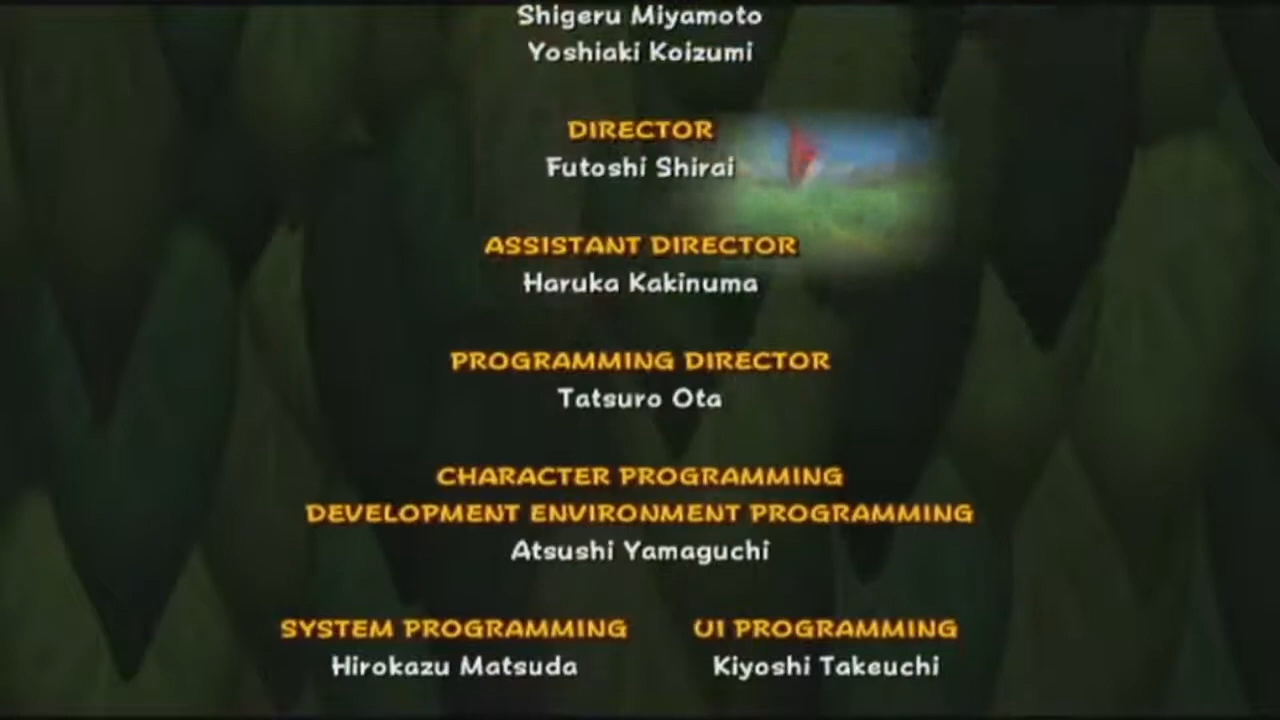 Shigeru Miyamoto
Yoshiaki Koizumi
DIRECTOR
Futoshi Shirai
ASSISTANT DIRECTOR
Haruka Kakinuma
PROGRAMMING DIRECTOR
Tatsuro Ota
CHARACTER PROGRAMMING
DEVELOPMENT ENVIRONMENT PROGRAMMING
Atsushi Yamaguchi
SYSTEM PROGRAMMING UI PROGRAMMING
Hirokazu Matsuda Kiyoshi Takeuchi